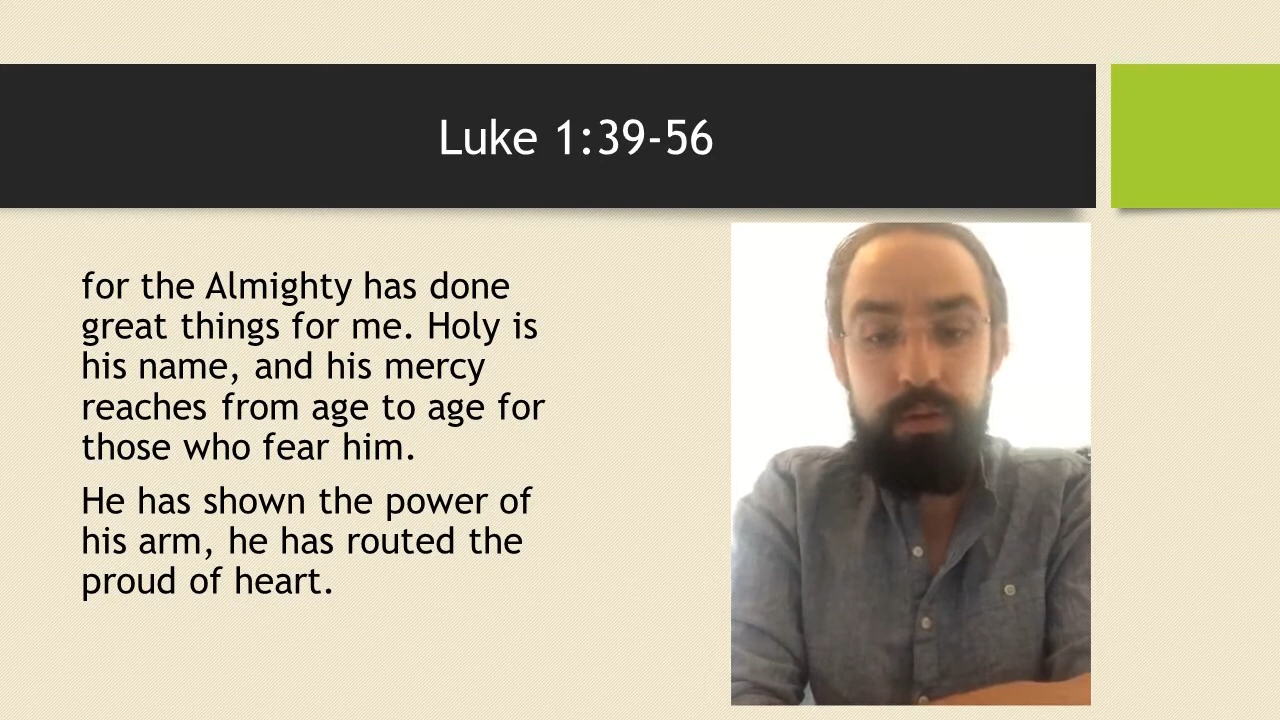 Luke 1:39-56
for the Almighty has done
great things for me. Holy is
his name, and his mercy
reaches from age to age for
those who fear him.
He has shown the power of
his arm, he has routed the
proud of heart.